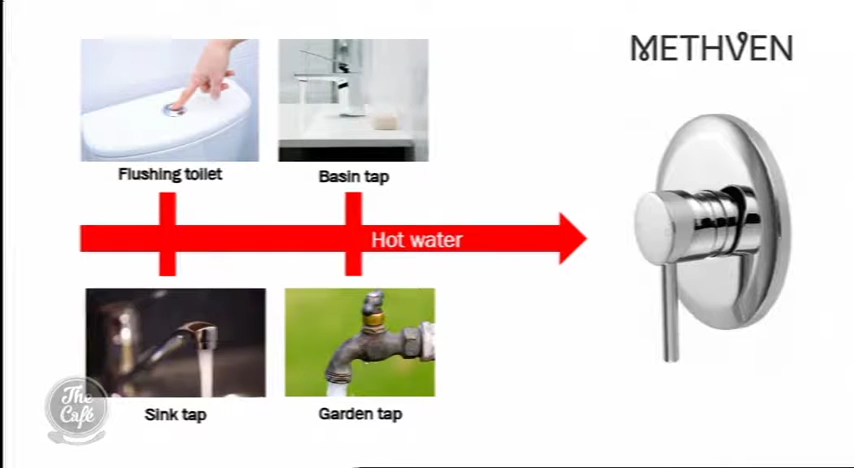 METHVEN
Flushing toilet
Basin tap
Hot water
Sink tap
Garden tap
The
Café